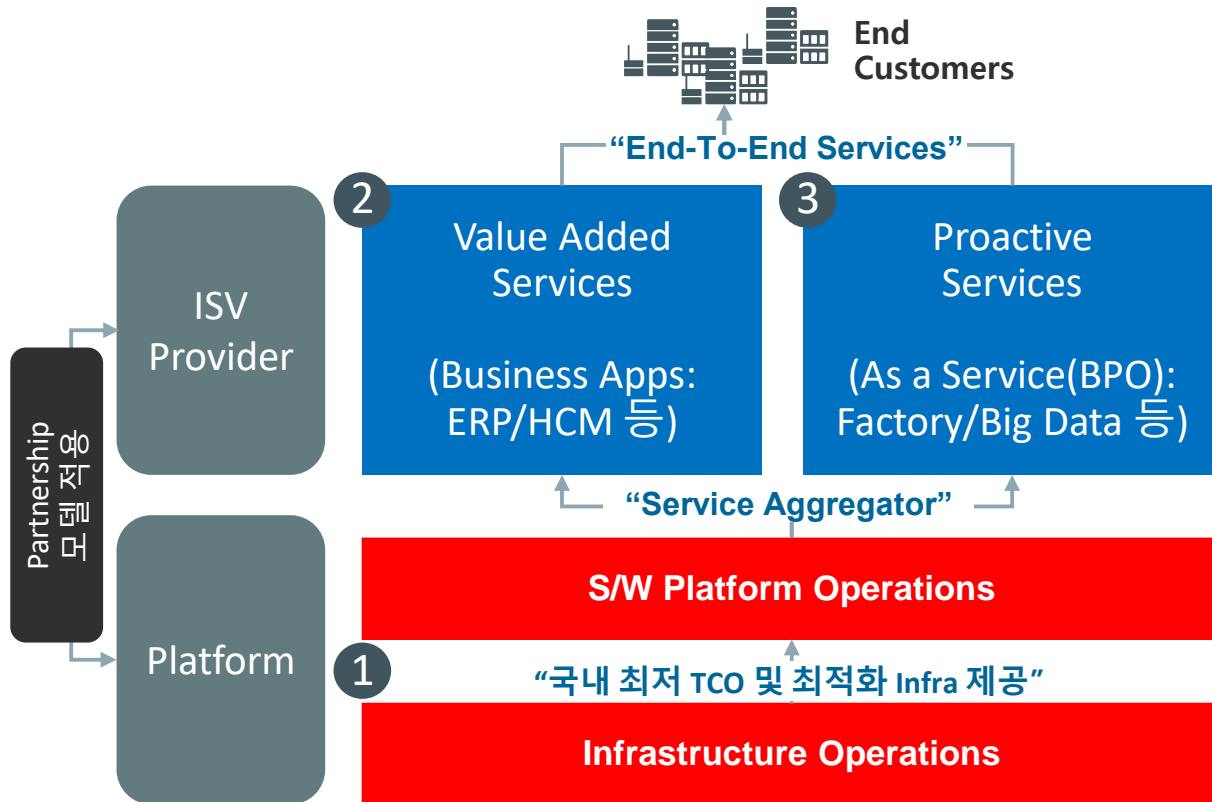 End
Customers
“End-To-End Services”
2
Value Added
Services
(Business Apps:
ERP/HCM 등)
3
Proactive
Services
(As a Service(BPO):
Factory/Big Data 등)
ISV
Provider
Partnership
모델 적용
“Service Aggregator”
S/W Platform Operations
Platform
1
“국내 최저 TCO 및 최적화 Infra 제공”
Infrastructure Operations